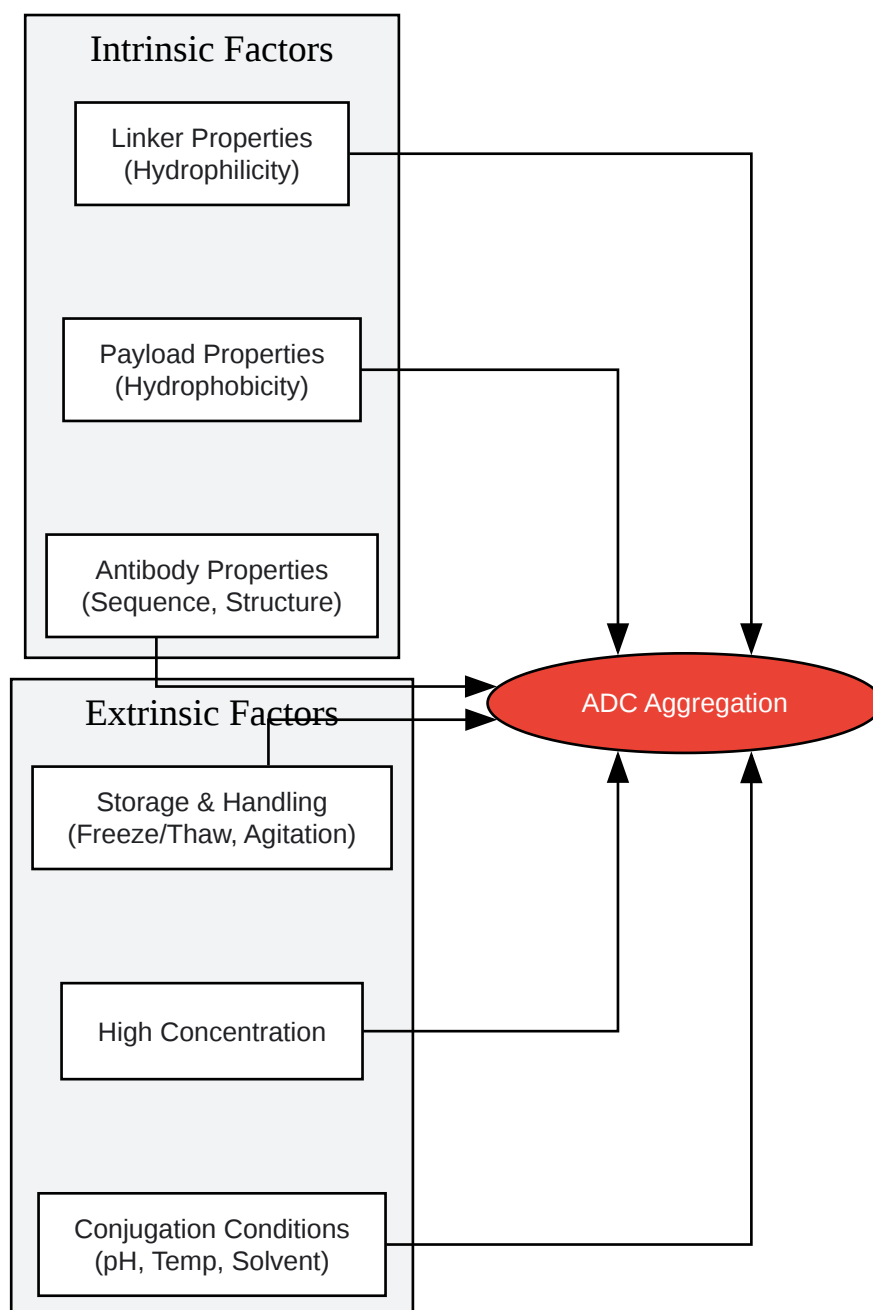 Intrinsic Factors
Linker Properties
(Hydrophilicity)
Payload Properties
(Hydrophobicity)
Antibody Properties
(Sequence, Structure)
ADC Aggregation
Extrinsic Factors
Storage & Handling
(Freeze/Thaw, Agitation)
High Concentration
Conjugation Conditions
(pH, Temp, Solvent)